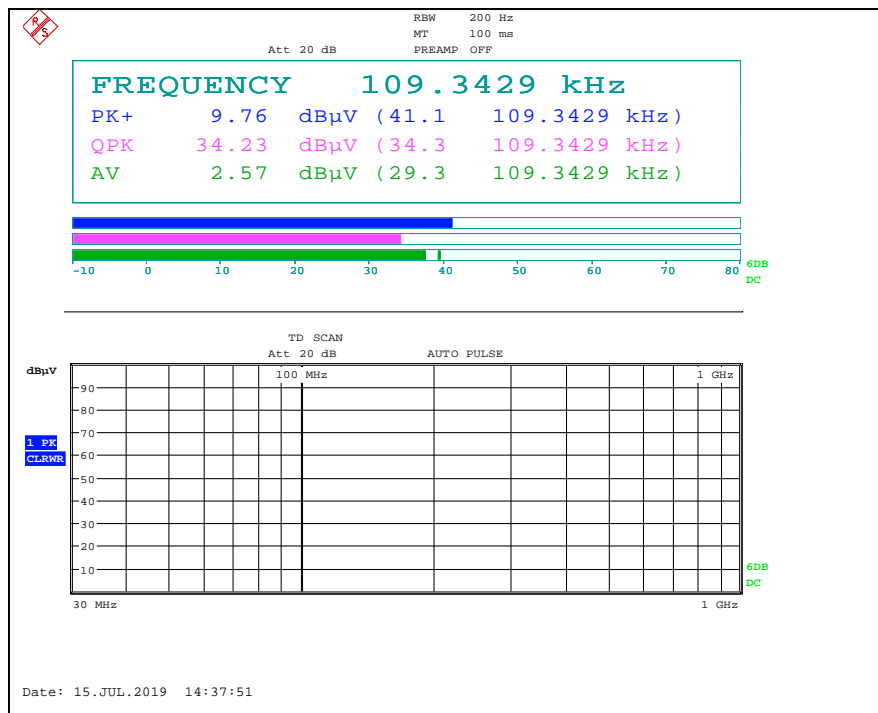 R S
RBW 200 Hz
MT 100 ms
Att 20 dB PREAMP OFF
FREQUENCY 109.3429 kHz
PK+ 9.76 dBµV (41.1 109.3429 kHz)
QPK 34.23 dBµV (34.3 109.3429 kHz)
AV 2.57 dBµV (29.3 109.3429 kHz)
-10 0 10 20 30 40 50 60 70 80
6DB
DC
TD SCAN
Att 20 dB AUTO PULSE
dBµV
100 MHz 1 GHz
90
80
70
1 PK
CLRWR
60
50
40
30
20
10
6DB
DC
30 MHz 1 GHz
Date: 15.JUL.2019 14:37:51